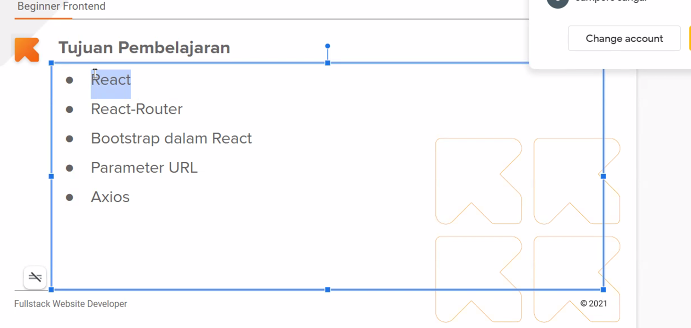 Beginner Frontend
Change account
Tujuan Pembelajaran
React
React-Router
Bootstrap dalam React
Parameter URL
Axios
Fullstack Website Developer
© 2021